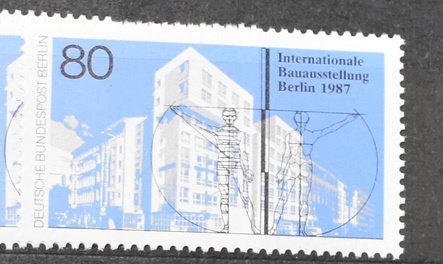 80
Internationale
Bauausstellung
Berlin 1987
DEUTSCHE BUNDESPOST BERLIN